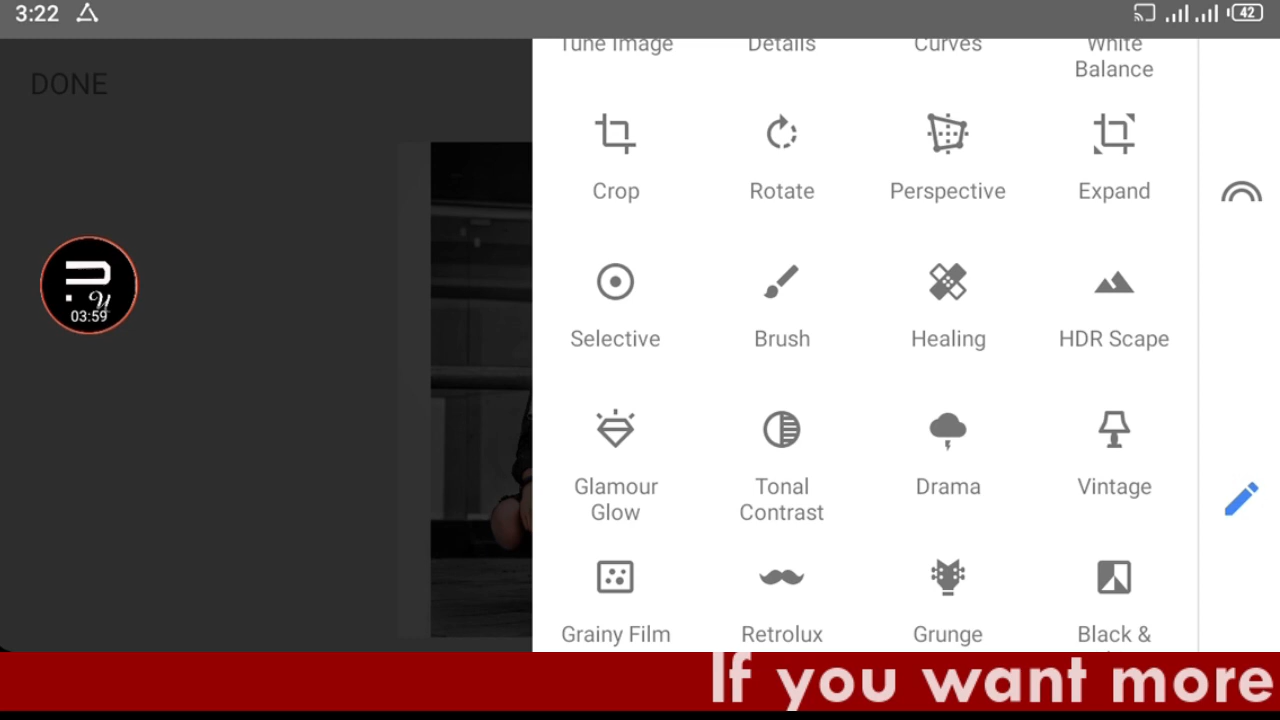 3:22
42
DONE
Tune Image Details Curves White Balance
Crop Rotate Perspective Expand
03:59
Selective Brush Healing HDR Scape
Glamour Glow Tonal Contrast Drama Vintage
Grainy Film Retrolux Grunge Black &
If you want more